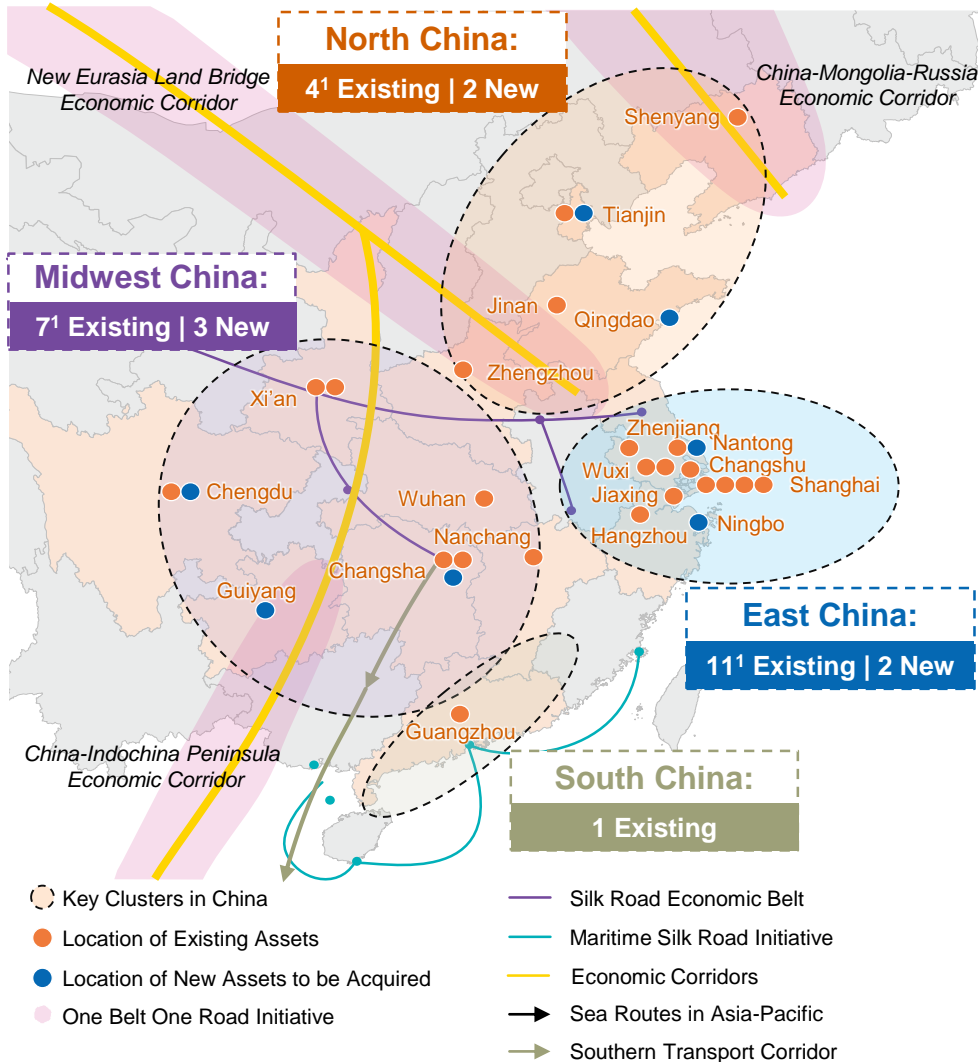 North China:
4¹ Existing | 2 New
New Eurasia Land Bridge
Economic Corridor
China-Mongolia-Russia
Economic Corridor
Shenyang
Tianjin
Midwest China:
7¹ Existing | 3 New
Jinan
Qingdao
Zhengzhou
Xi'an
Zhenjiang
Nantong
Wuxi
Changshu
Chengdu
Wuhan
Jiaxing
Shanghai
Nanchang
Hangzhou
Ningbo
Changsha
Guiyang
East China:
11¹ Existing | 2 New
Guangzhou
China-Indochina Peninsula
Economic Corridor
South China:
1 Existing
Key Clusters in China
Location of Existing Assets
Location of New Assets to be Acquired
One Belt One Road Initiative
Silk Road Economic Belt
Maritime Silk Road Initiative
Economic Corridors
Sea Routes in Asia-Pacific
Southern Transport Corridor